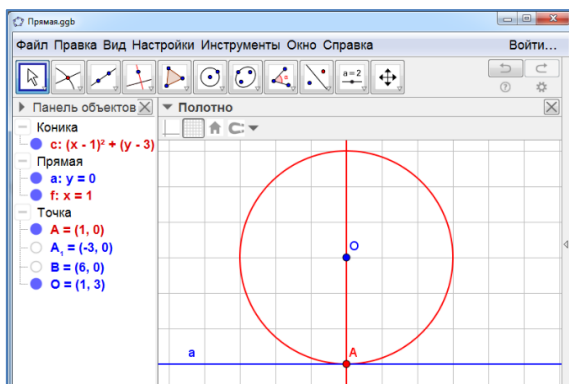 Прямая.ggb
Файл Правка Вид Настройки Инструменты Окно Справка Войти...
a=2
Панель объектов
Полотно
Коника
c: (x - 1)² + (y - 3)
Прямая
a: y = 0
f: x = 1
Точка
A = (1, 0)
A₁ = (-3, 0)
B = (6, 0)
O = (1, 3)
O
a
A